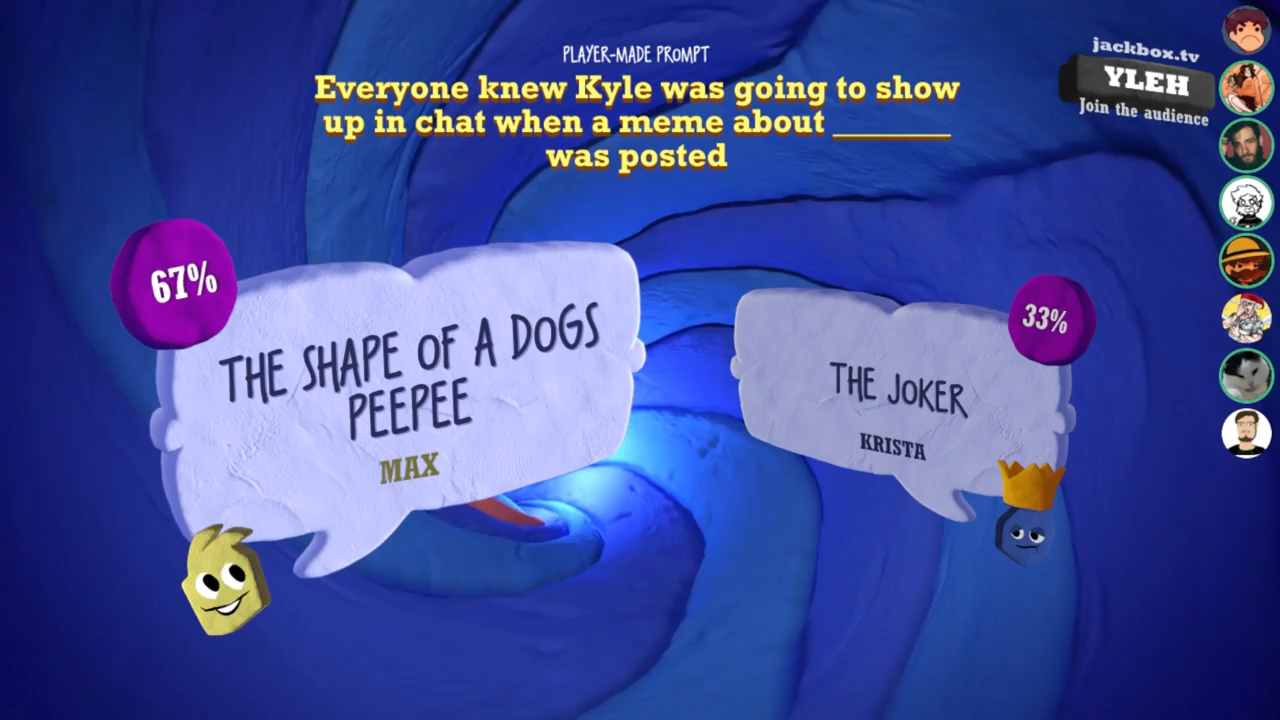 PLAYER-MADE PROMPT
Everyone knew Kyle was going to show
up in chat when a meme about ________
was posted
jackbox.tv
YLEH
Join the audience
67%
THE SHAPE OF A DOGS
PEEPEE
MAX
33%
THE JOKER
KRISTA